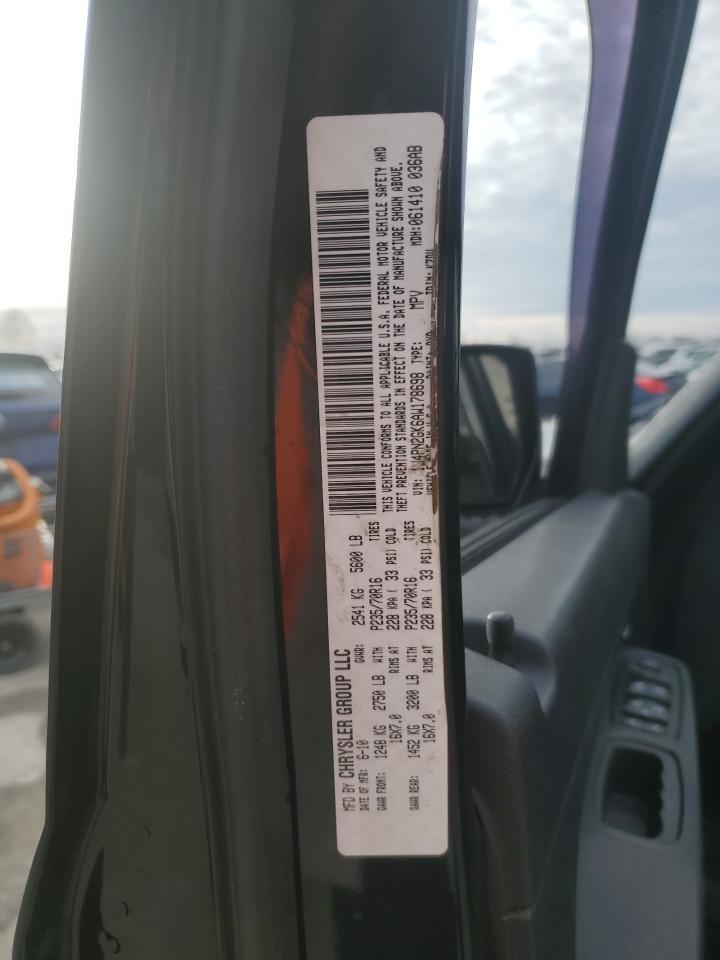 MFD BY CHRYSLER GROUP LLC
DATE OF MFR: 6-10 GVWR: 2541 KG 5600 LB
GAWR FRONT: 1248 KG 2750 LB WITH P235/70R16 TIRES
16X7.0 RIMS AT 228 KPA ( 33 PSI) COLD
GAWR REAR: 1452 KG 3200 LB WITH P235/70R16 TIRES
16X7.0 RIMS AT 228 KPA ( 33 PSI) COLD
THIS VEHICLE CONFORMS TO ALL APPLICABLE U.S.A. FEDERAL MOTOR VEHICLE SAFETY AND
THEFT PREVENTION STANDARDS IN EFFECT ON THE DATE OF MANUFACTURE SHOWN ABOVE.
VIN: 1J4PN2GK6AW178698 TYPE: MPV MDH:061410 036AB